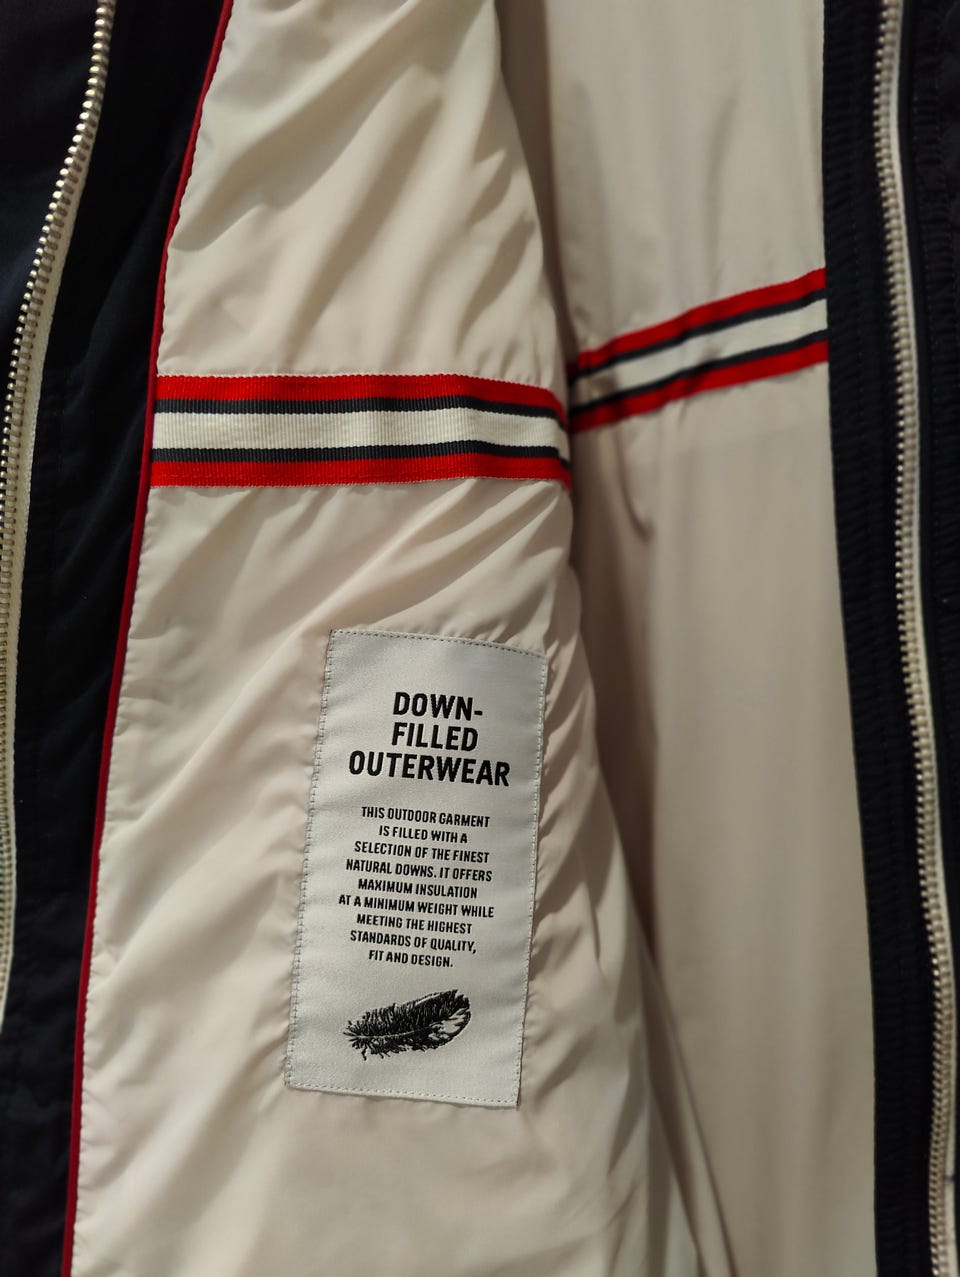 DOWN-
FILLED
OUTERWEAR
THIS OUTDOOR GARMENT
IS FILLED WITH A
SELECTION OF THE FINEST
NATURAL DOWNS. IT OFFERS
MAXIMUM INSULATION
AT A MINIMUM WEIGHT WHILE
MEETING THE HIGHEST
STANDARDS OF QUALITY,
FIT AND DESIGN.